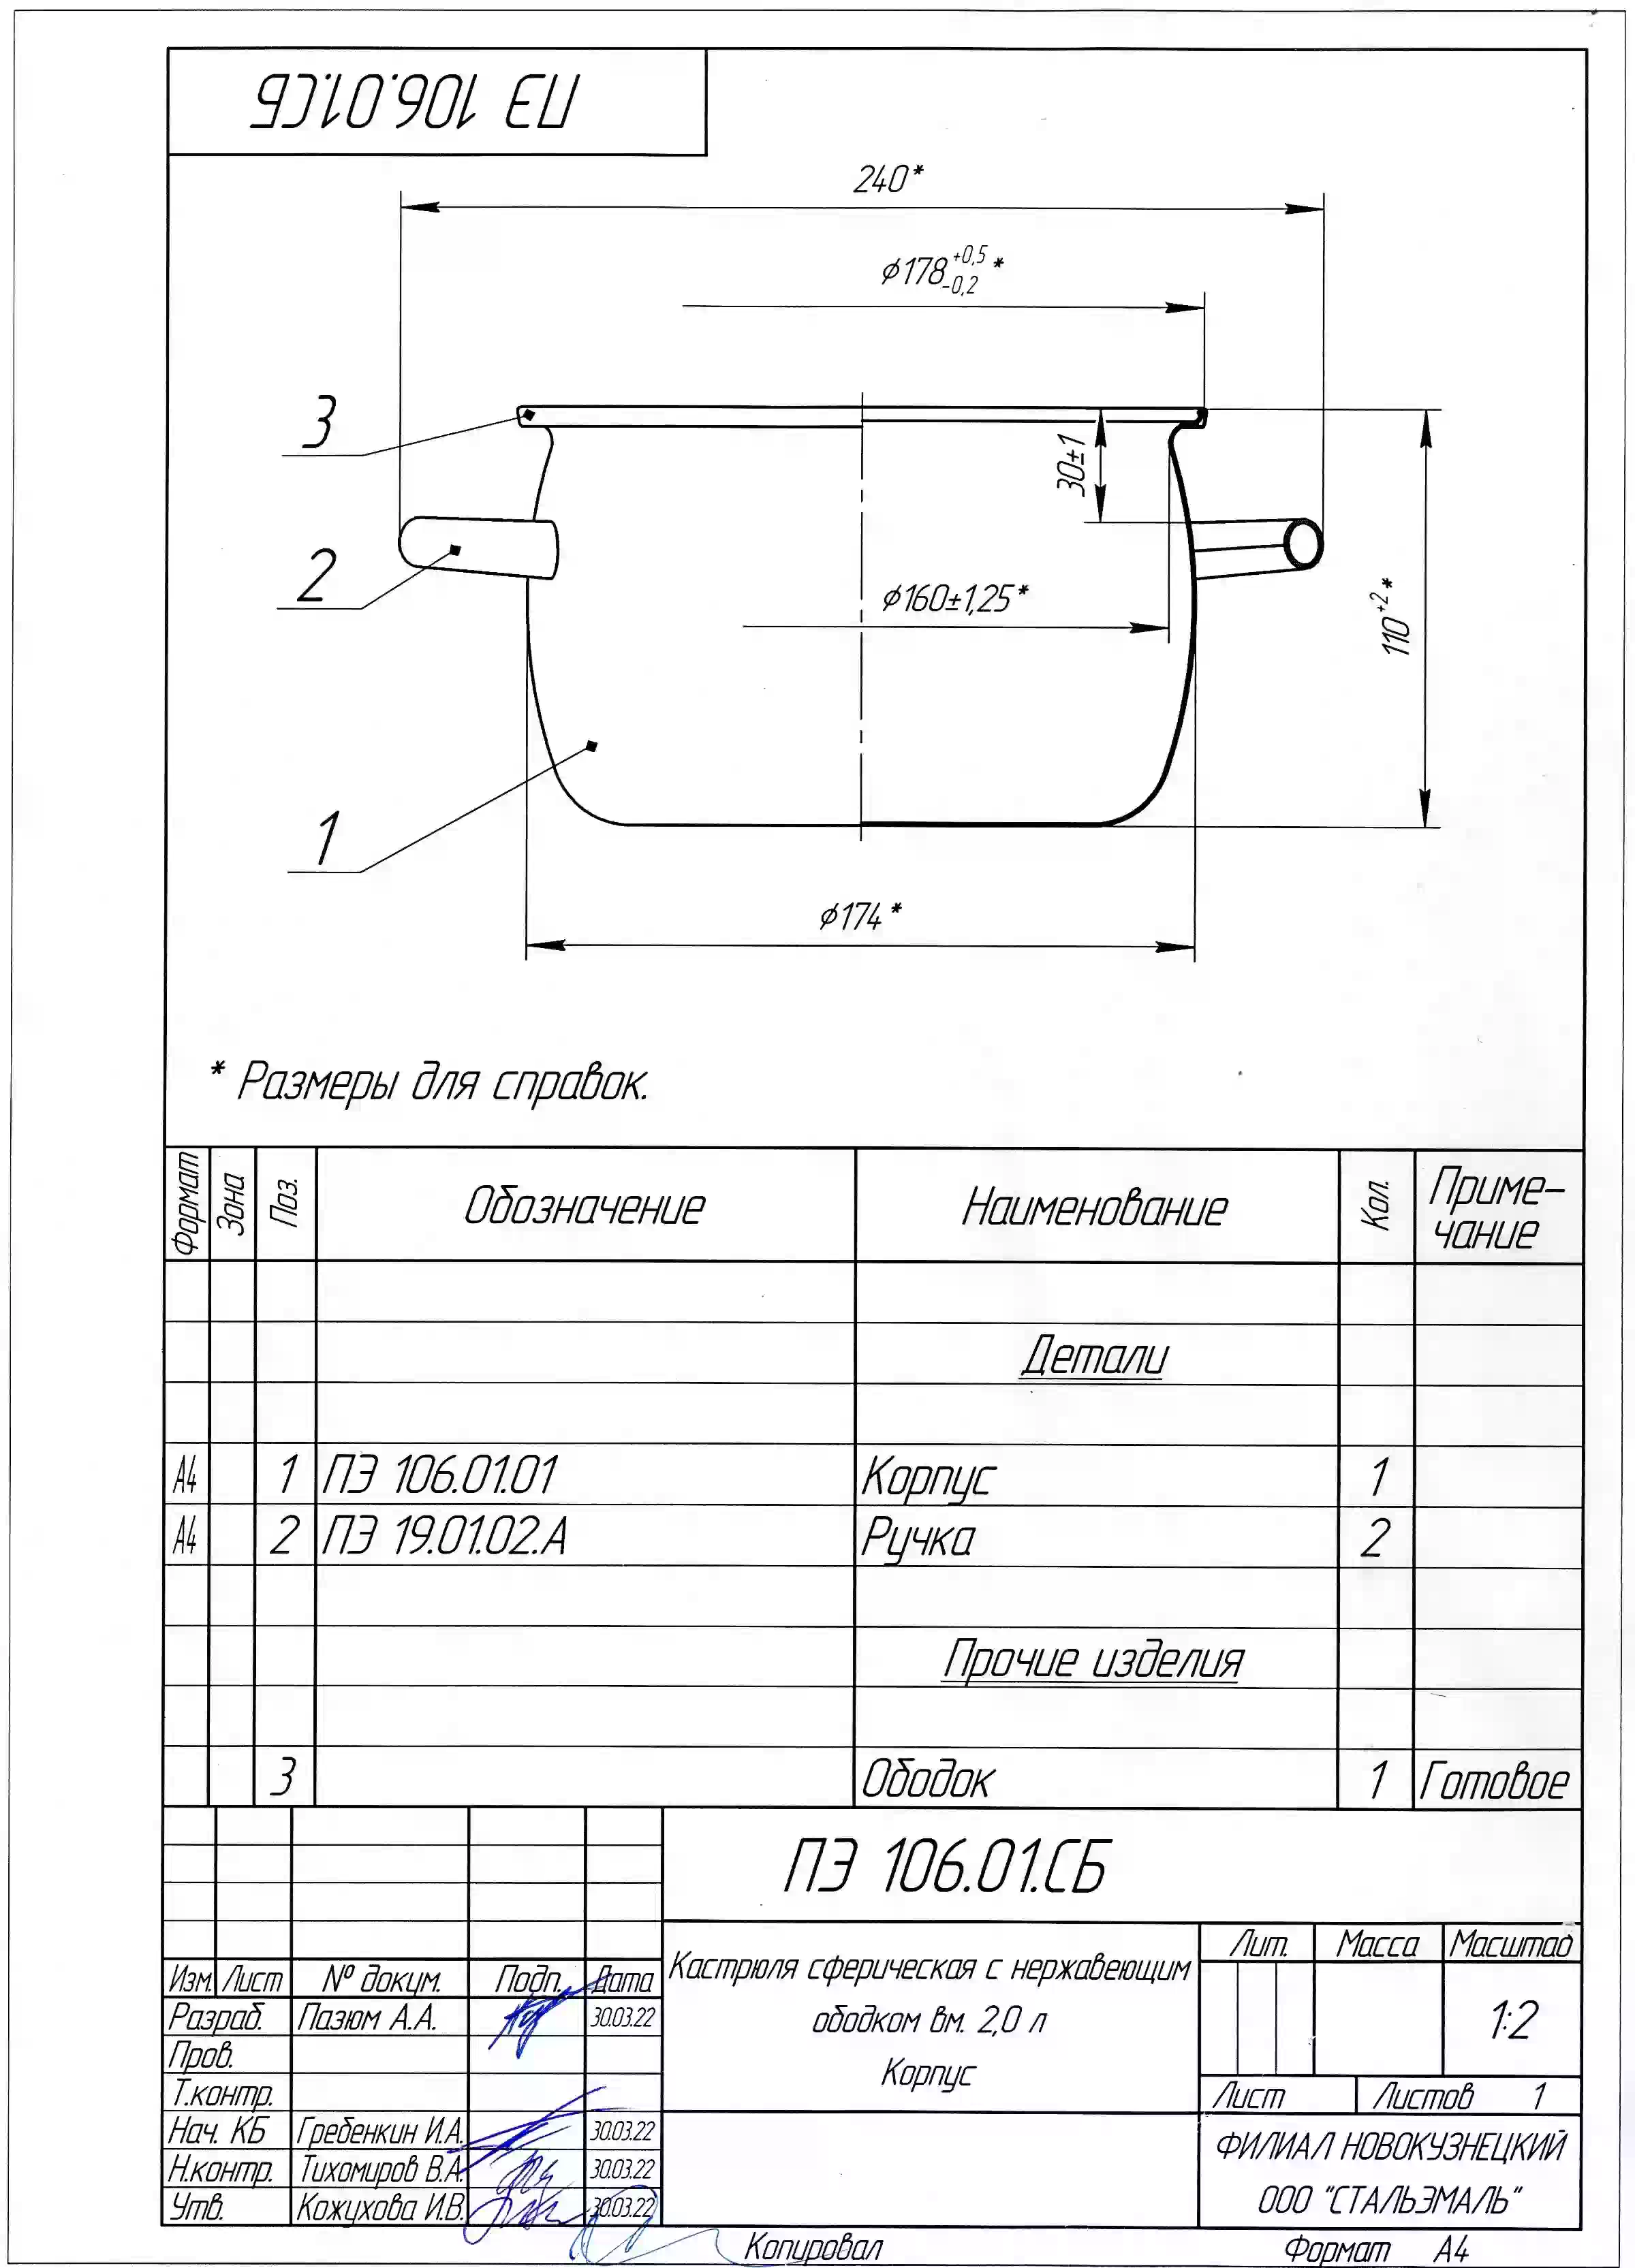 ПЭ 106.01.СБ
240*
⌀178 +0,5 -0,2 *
3
30±1
2
⌀160±1,25*
110⁺²*
1
⌀174*
* Размеры для справок.
Формат Зона Поз. Обозначение Наименование Кол. Приме-
чание
Детали
А4 1 ПЭ 106.01.01 Корпус 1
А4 2 ПЭ 19.01.02.А Ручка 2
Прочие изделия
3 Ободок 1 Готовое
ПЭ 106.01.СБ
Изм. Лист № докум. Подп. Дата
Разраб. Пазюм А.А. 30.03.22
Пров.
Т.контр.
Нач. КБ Гребенкин И.А. 30.03.22
Н.контр. Тихомиров В.А. 30.03.22
Утв. Кожухова И.В. 30.03.22
Кастрюля сферическая с нержавеющим
ободком вм. 2,0 л
Корпус
Лит. Масса Масштаб
1:2
Лист Листов 1
ФИЛИАЛ НОВОКУЗНЕЦКИЙ
ООО "СТАЛЬЭМАЛЬ"
Копировал Формат А4